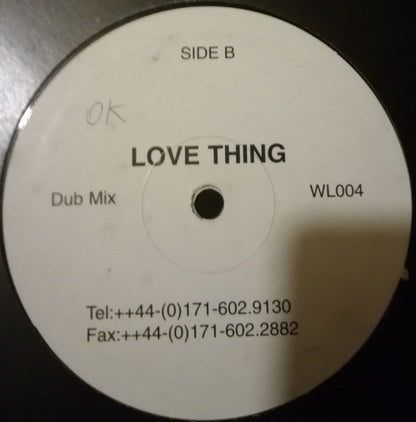 SIDE B
OK
LOVE THING
Dub Mix
WL004
Tel:++44-(0)171-602.9130
Fax:++44-(0)171-602.2882